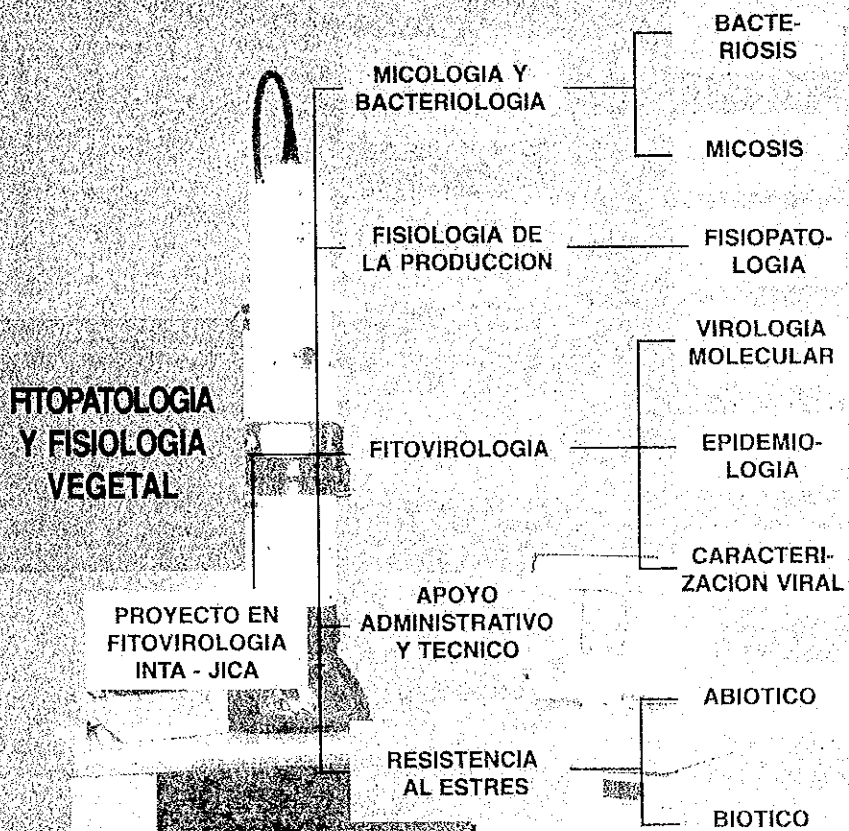 BACTE-
RIOSIS
MICOLOGIA Y
BACTERIOLOGIA
MICOSIS
FISIOLOGIA DE
LA PRODUCCION
FISIOPATO-
LOGIA
VIROLOGIA
MOLECULAR
FITOPATOLOGIA
Y FISIOLOGIA
VEGETAL
FITOVIROLOGIA
EPIDEMIO-
LOGIA
CARACTERI-
ZACION VIRAL
PROYECTO EN
FITOVIROLOGIA
INTA - JICA
APOYO
ADMINISTRATIVO
Y TECNICO
ABIOTICO
RESISTENCIA
AL ESTRES
BIOTICO